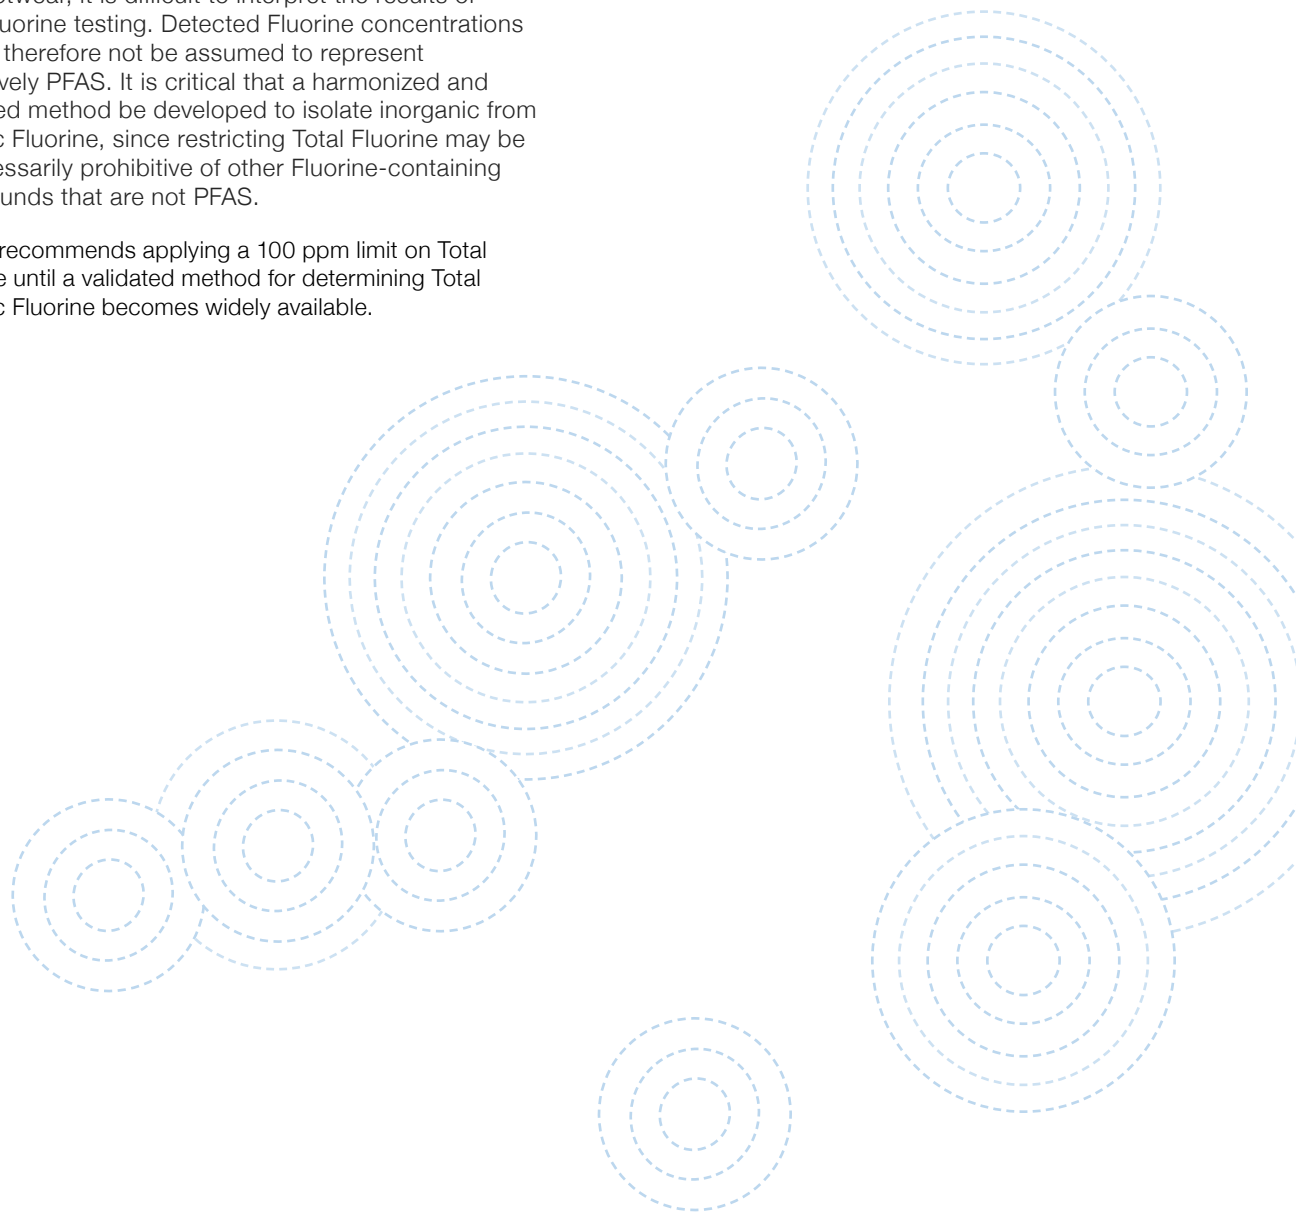 otwear, it is difficult to interpret the results of
uorine testing. Detected Fluorine concentrations
therefore not be assumed to represent
vely PFAS. It is critical that a harmonized and
ed method be developed to isolate inorganic from
c Fluorine, since restricting Total Fluorine may be
essarily prohibitive of other Fluorine-containing
unds that are not PFAS.
recommends applying a 100 ppm limit on Total
e until a validated method for determining Total
c Fluorine becomes widely available.